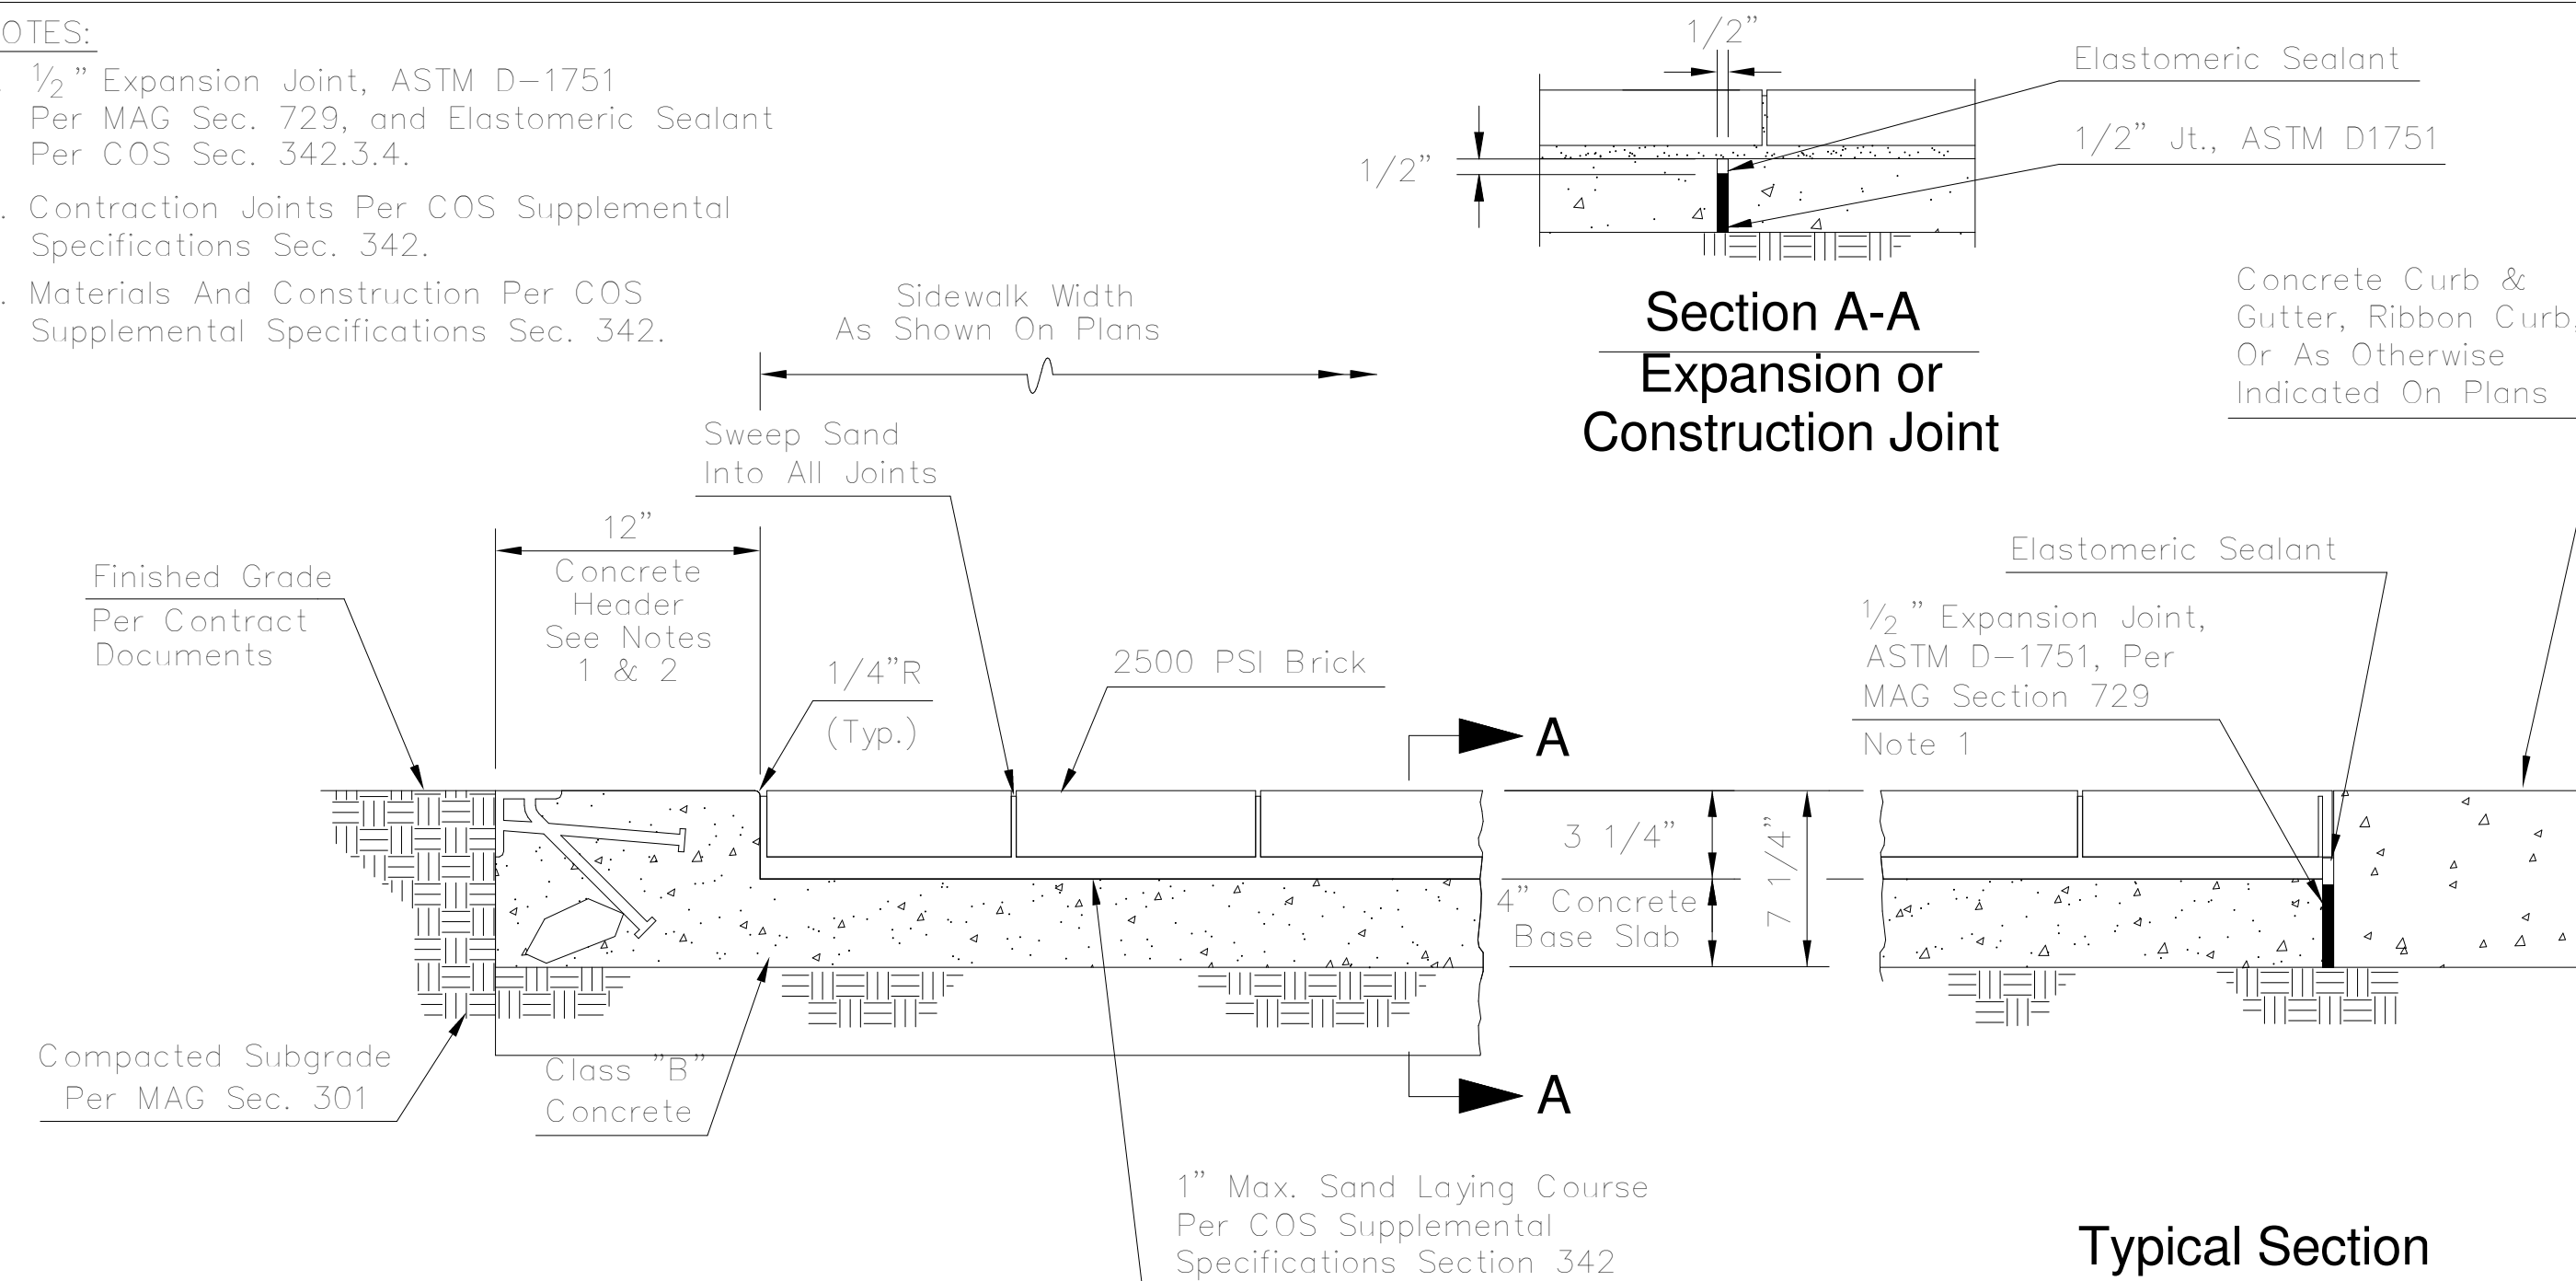 OTES:
½" Expansion Joint, ASTM D-1751
Per MAG Sec. 729, and Elastomeric Sealant
Per COS Sec. 342.3.4.
. Contraction Joints Per COS Supplemental
Specifications Sec. 342.
. Materials And Construction Per COS
Supplemental Specifications Sec. 342.
1/2"
1/2"
Elastomeric Sealant
1/2" Jt., ASTM D1751
Section A-A
Expansion or
Construction Joint
Concrete Curb &
Gutter, Ribbon Curb,
Or As Otherwise
Indicated On Plans
Sidewalk Width
As Shown On Plans
Sweep Sand
Into All Joints
12"
Concrete
Header
See Notes
1 & 2
Finished Grade
Per Contract
Documents
1/4"R
(Typ.)
2500 PSI Brick
A
Elastomeric Sealant
½" Expansion Joint,
ASTM D-1751, Per
MAG Section 729
Note 1
3 1/4"
7 1/4"
4" Concrete
Base Slab
Compacted Subgrade
Per MAG Sec. 301
Class "B"
Concrete
A
1" Max. Sand Laying Course
Per COS Supplemental
Specifications Section 342
Typical Section